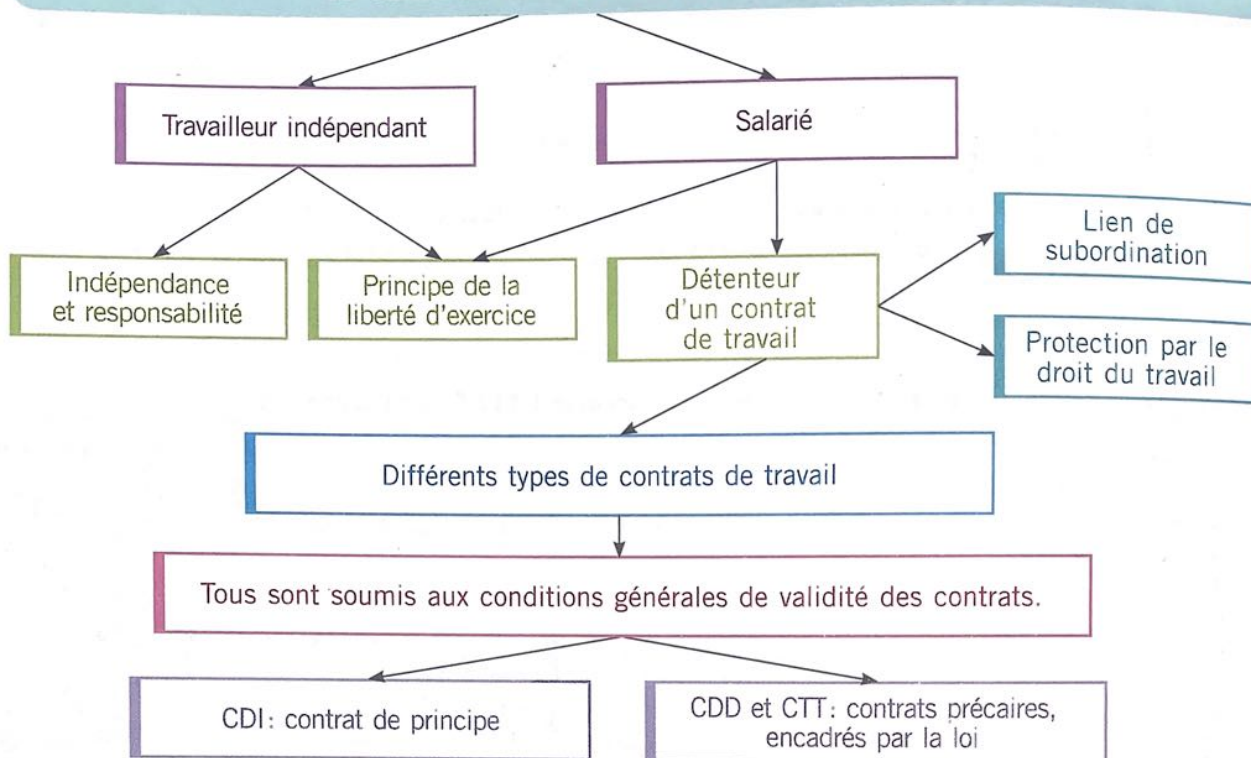 Travailleur indépendant
Salarié
Lien de
subordination
Indépendance
et responsabilité
Principe de la
liberté d'exercice
Détenteur
d'un contrat
de travail
Protection par le
droit du travail
Différents types de contrats de travail
Tous sont soumis aux conditions générales de validité des contrats.
CDI : contrat de principe
CDD et CTT : contrats précaires,
encadrés par la loi